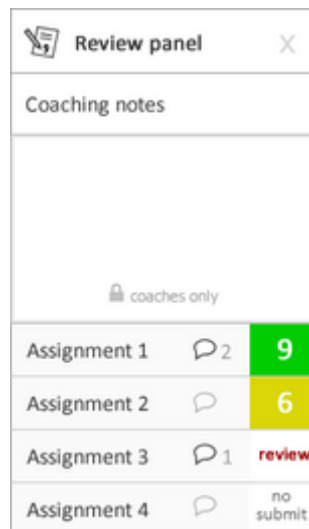 Review panel X
Coaching notes
coaches only
Assignment 1 2 9
Assignment 2 6
Assignment 3 1 review
Assignment 4 no submit